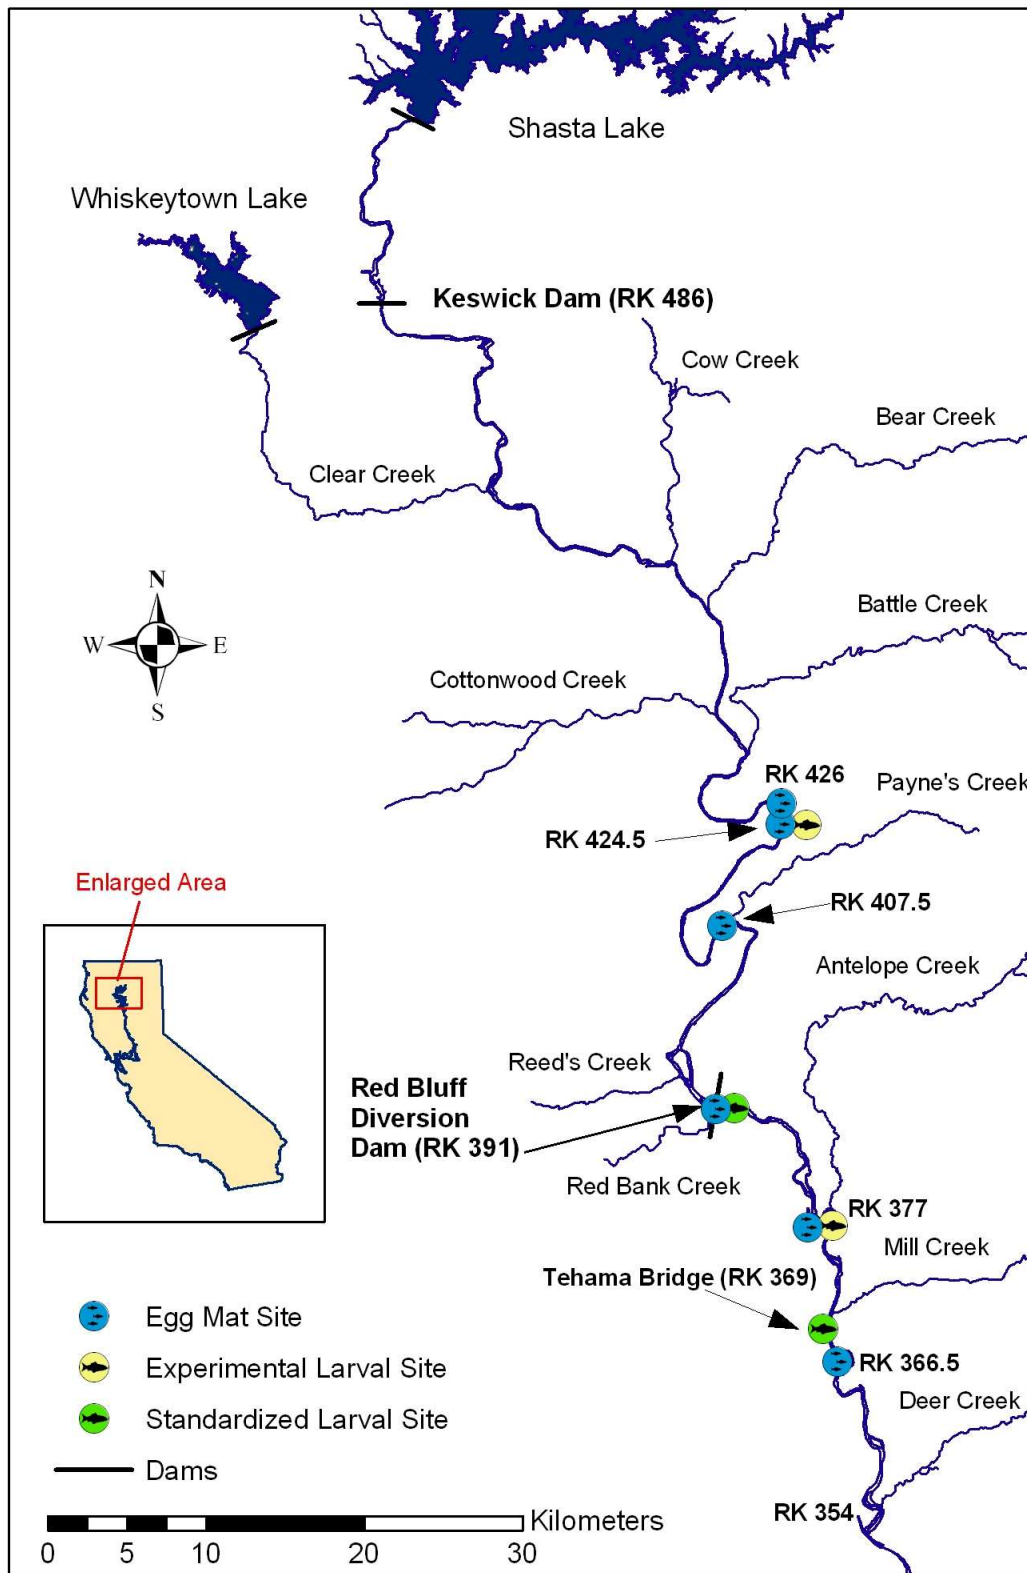 Shasta Lake
Whiskeytown Lake
Keswick Dam (RK 486)
Cow Creek
Bear Creek
Clear Creek
N
W
E
S
Battle Creek
Cottonwood Creek
RK 426
Payne's Creek
RK 424.5
Enlarged Area
RK 407.5
Antelope Creek
Reed's Creek
Red Bluff
Diversion
Dam (RK 391)
Red Bank Creek
RK 377
Mill Creek
Tehama Bridge (RK 369)
Egg Mat Site
RK 366.5
Experimental Larval Site
Deer Creek
Standardized Larval Site
Dams
RK 354
Kilometers
0 5 10 20 30